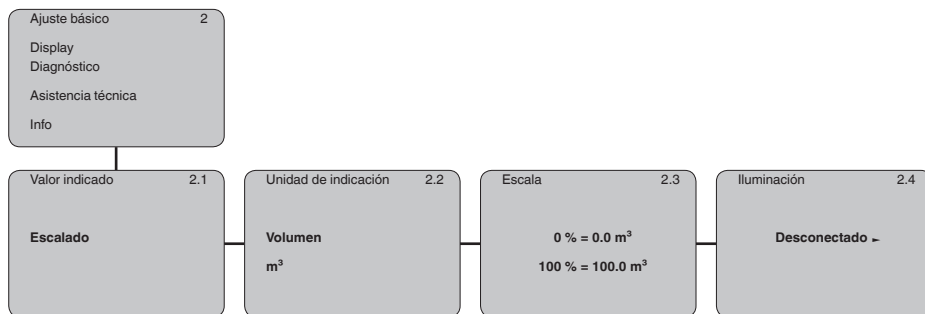 Ajuste básico 2
Display
Diagnóstico
Asistencia técnica
Info
Valor indicado 2.1
Escalado
Unidad de indicación 2.2
Volumen
m³
Escala 2.3
0 % = 0.0 m³
100 % = 100.0 m³
Iluminación 2.4
Desconectado ►